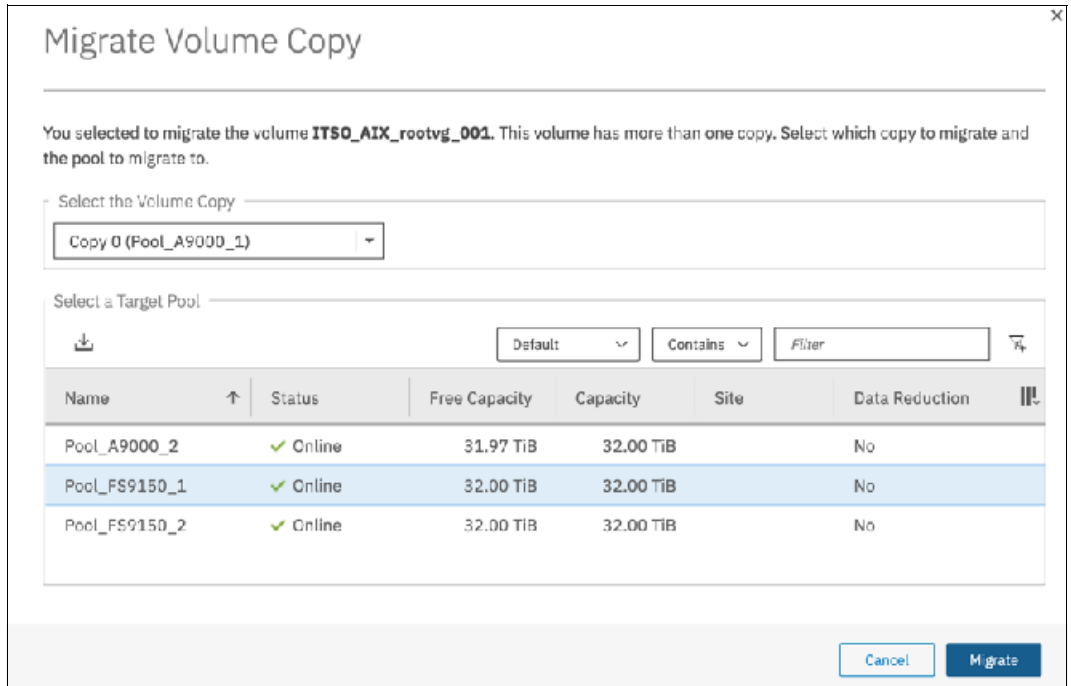 Migrate Volume Copy
You selected to migrate the volume ITSO_AIX_rootvg_001. This volume has more than one copy. Select which copy to migrate and
the pool to migrate to.
Select the Volume Copy
Copy 0 (Pool_A9000_1)
Select a Target Pool
Default Contains Filter
Name Status Free Capacity Capacity Site Data Reduction
Pool_A9000_2 Online 31.97 TiB 32.00 TiB No
Pool_FS9150_1 Online 32.00 TiB 32.00 TiB No
Pool_FS9150_2 Online 32.00 TiB 32.00 TiB No
Cancel Migrate